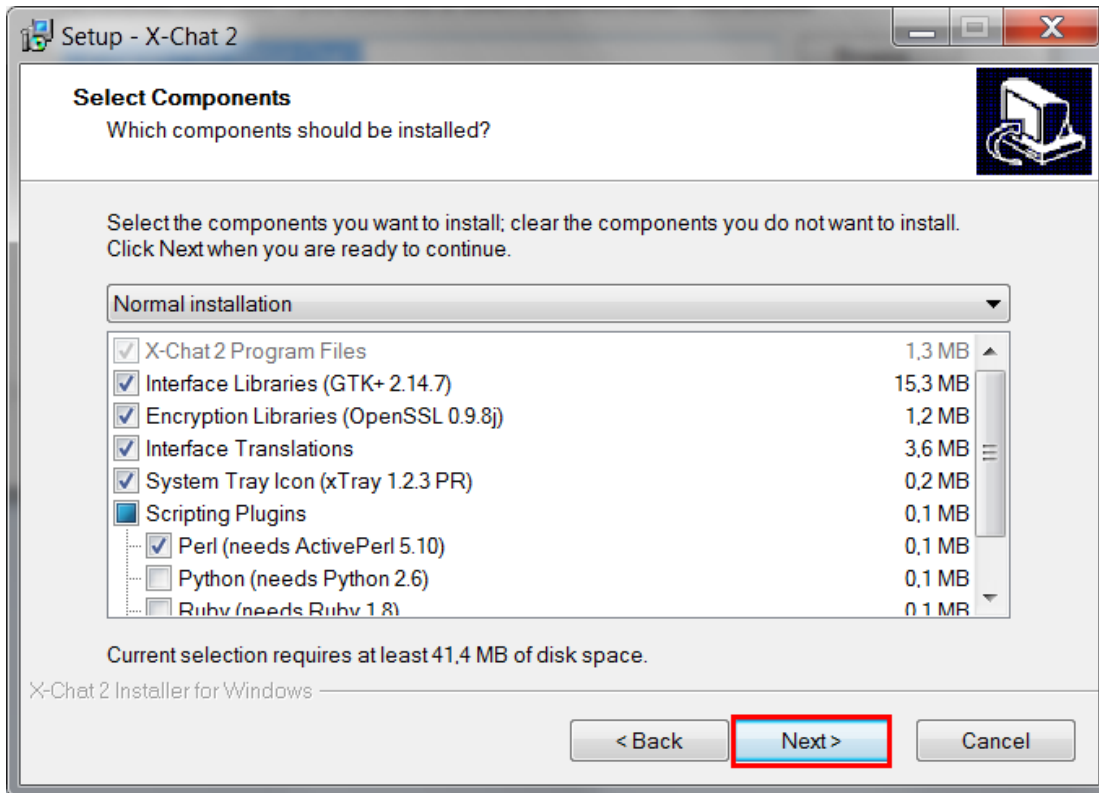 Setup - X-Chat 2
Select Components
Which components should be installed?
Select the components you want to install; clear the components you do not want to install.
Click Next when you are ready to continue.
Normal installation
X-Chat 2 Program Files 1,3 MB
Interface Libraries (GTK+ 2.14.7) 15,3 MB
Encryption Libraries (OpenSSL 0.9.8j) 1,2 MB
Interface Translations 3,6 MB
System Tray Icon (xTray 1.2.3 PR) 0,2 MB
Scripting Plugins 0,1 MB
Perl (needs ActivePerl 5.10) 0,1 MB
Python (needs Python 2.6) 0,1 MB
Ruby (needs Ruby 1.8) 0,1 MB
Current selection requires at least 41,4 MB of disk space.
X-Chat 2 Installer for Windows
< Back Next > Cancel